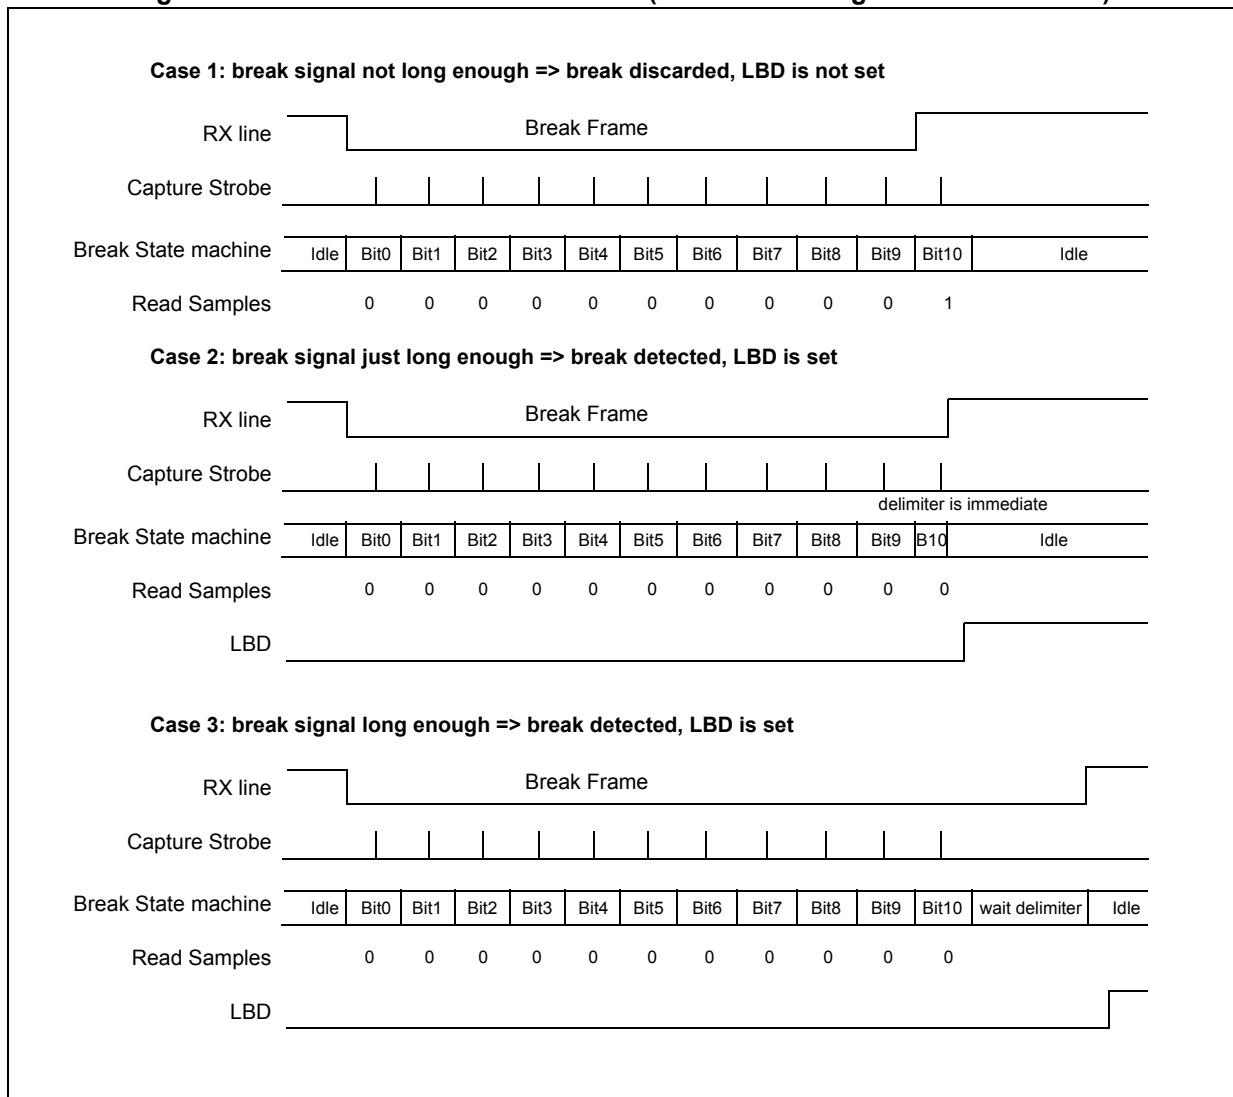 Case 1: break signal not long enough => break discarded, LBD is not set
RX line Break Frame
Capture Strobe
Break State machine Idle Bit0 Bit1 Bit2 Bit3 Bit4 Bit5 Bit6 Bit7 Bit8 Bit9 Bit10 Idle
Read Samples 0 0 0 0 0 0 0 0 0 0 1
Case 2: break signal just long enough => break detected, LBD is set
RX line Break Frame
Capture Strobe
delimiter is immediate
Break State machine Idle Bit0 Bit1 Bit2 Bit3 Bit4 Bit5 Bit6 Bit7 Bit8 Bit9 B10 Idle
Read Samples 0 0 0 0 0 0 0 0 0 0 0
LBD
Case 3: break signal long enough => break detected, LBD is set
RX line Break Frame
Capture Strobe
Break State machine Idle Bit0 Bit1 Bit2 Bit3 Bit4 Bit5 Bit6 Bit7 Bit8 Bit9 Bit10 wait delimiter Idle
Read Samples 0 0 0 0 0 0 0 0 0 0 0
LBD